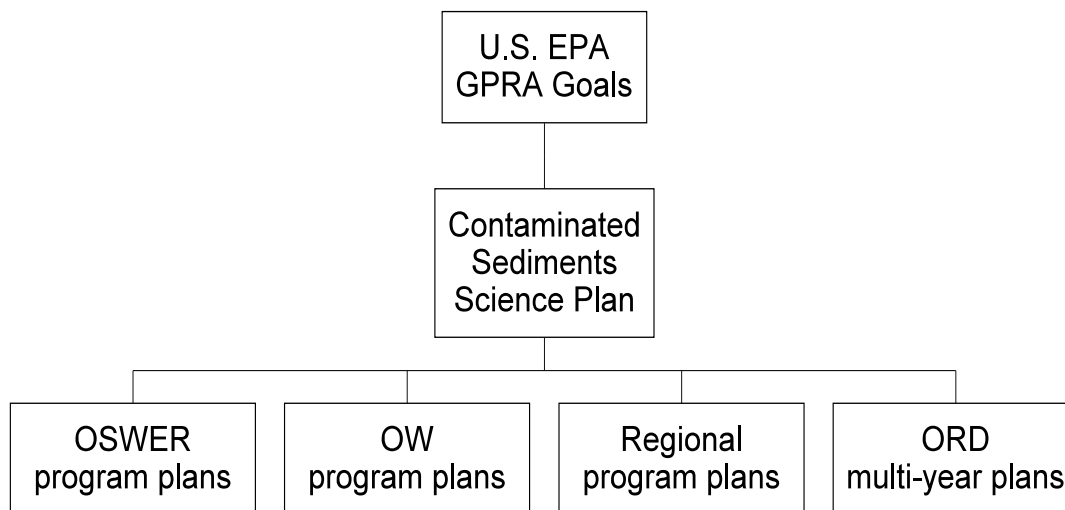 U.S. EPA
GPRA Goals
Contaminated
Sediments
Science Plan
OSWER
program plans
OW
program plans
Regional
program plans
ORD
multi-year plans